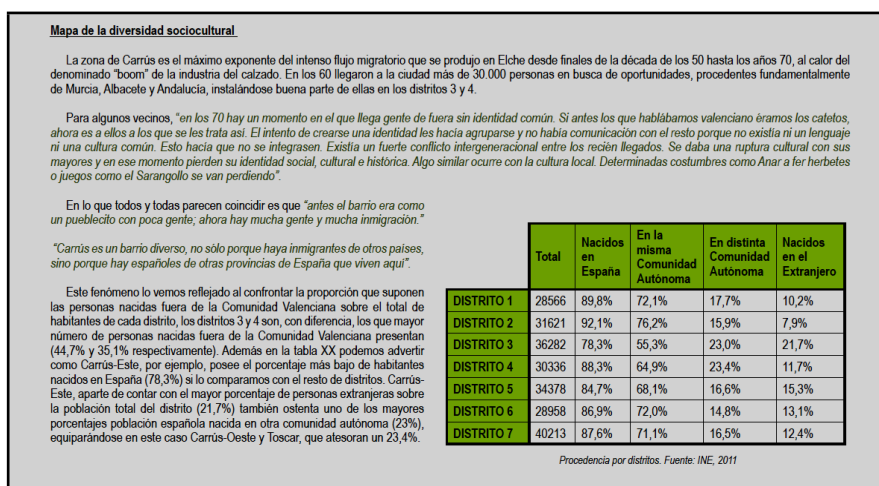 Mapa de la diversidad sociocultural
La zona de Carrús es el máximo exponente del intenso flujo migratorio que se produjo en Elche desde finales de la década de los 50 hasta los años 70, al calor del
denominado “boom” de la industria del calzado. En los 60 llegaron a la ciudad más de 30.000 personas en busca de oportunidades, procedentes fundamentalmente
de Murcia, Albacete y Andalucía, instalándose buena parte de ellas en los distritos 3 y 4.
Para algunos vecinos, “en los 70 hay un momento en el que llega gente de fuera sin identidad común. Si antes los que hablábamos valenciano éramos los catetos,
ahora es a ellos a los que se les trata así. El intento de crearse una identidad les hacía agruparse y no había comunicación con el resto porque no existía ni un lenguaje
ni una cultura común. Esto hacía que no se integrasen. Existía un fuerte conflicto intergeneracional entre los recién llegados. Se daba una ruptura cultural con sus
mayores y en ese momento pierden su identidad social, cultural e histórica. Algo similar ocurre con la cultura local. Determinadas costumbres como Anar a fer herbetes
o juegos como el Sarangollo se van perdiendo”.
En lo que todos y todas parecen coincidir es que “antes el barrio era como
un pueblecito con poca gente; ahora hay mucha gente y mucha inmigración.”
“Carrús es un barrio diverso, no sólo porque haya inmigrantes de otros países,
sino porque hay españoles de otras provincias de España que viven aquí”.
Este fenómeno lo vemos reflejado al confrontar la proporción que suponen
las personas nacidas fuera de la Comunidad Valenciana sobre el total de
habitantes de cada distrito, los distritos 3 y 4 son, con diferencia, los que mayor
número de personas nacidas fuera de la Comunidad Valenciana presentan
(44,7% y 35,1% respectivamente). Además en la tabla XX podemos advertir
como Carrús-Este, por ejemplo, posee el porcentaje más bajo de habitantes
nacidos en España (78,3%) si lo comparamos con el resto de distritos. Carrús-
Este, aparte de contar con el mayor porcentaje de personas extranjeras sobre
la población total del distrito (21,7%) también ostenta uno de los mayores
porcentajes población española nacida en otra comunidad autónoma (23%),
equiparándose en este caso Carrús-Oeste y Toscar, que atesoran un 23,4%.
Total Nacidos en España En la misma Comunidad Autónoma En distinta Comunidad Autónoma Nacidos en el Extranjero
DISTRITO 1 28566 89,8% 72,1% 17,7% 10,2%
DISTRITO 2 31621 92,1% 76,2% 15,9% 7,9%
DISTRITO 3 36282 78,3% 55,3% 23,0% 21,7%
DISTRITO 4 30336 88,3% 64,9% 23,4% 11,7%
DISTRITO 5 34378 84,7% 68,1% 16,6% 15,3%
DISTRITO 6 28958 86,9% 72,0% 14,8% 13,1%
DISTRITO 7 40213 87,6% 71,1% 16,5% 12,4%
Procedencia por distritos. Fuente: INE, 2011